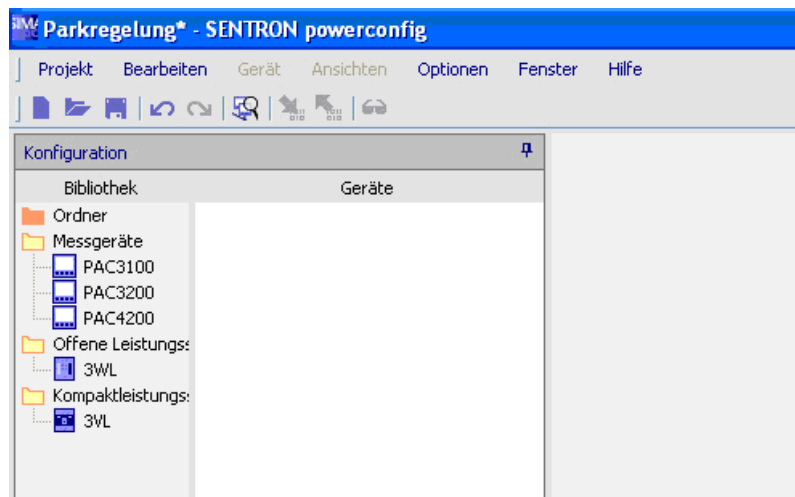 Parkregelung* - SENTRON powerconfig
Projekt Bearbeiten Gerät Ansichten Optionen Fenster Hilfe
Konfiguration
Bibliothek Geräte
Ordner
Messgeräte
PAC3100
PAC3200
PAC4200
Offene Leistungss
3WL
Kompaktleistungs
3VL